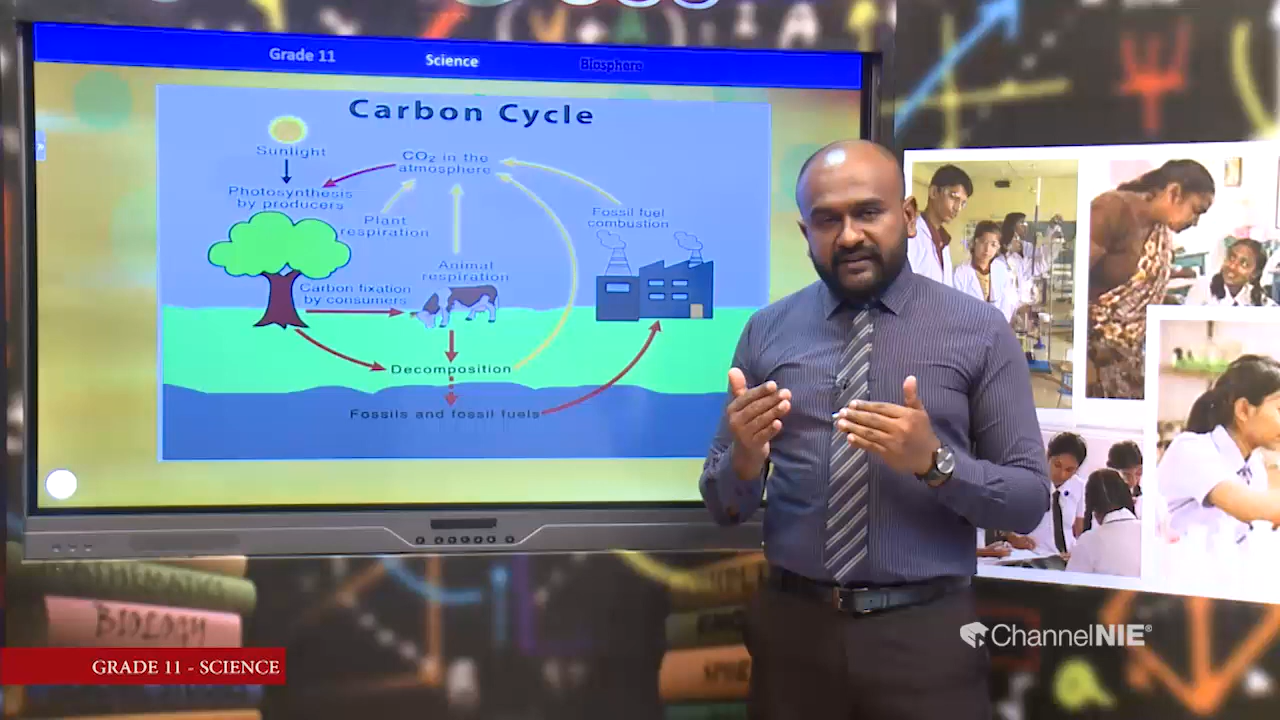 Grade 11 Science Biosphere
Carbon Cycle
Sunlight
CO₂ in the
atmosphere
Photosynthesis
by producers
Plant
respiration
Fossil fuel
combustion
Animal
respiration
Carbon fixation
by consumers
Decomposition
Fossils and fossil fuels
MATHEMATICS
BIOLOGY
GRADE 11 - SCIENCE
ChannelNIE®